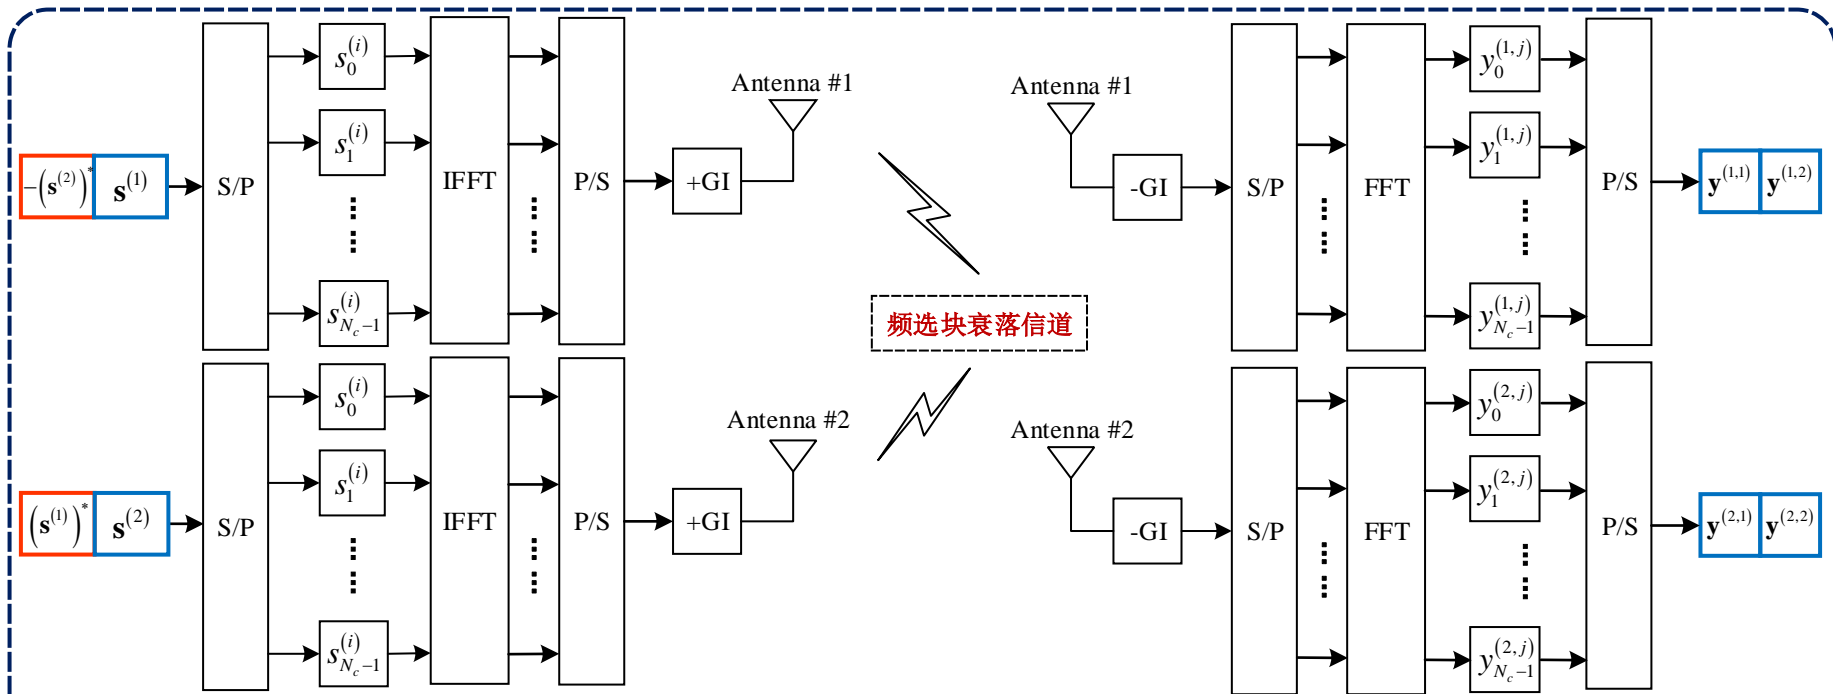 −(s^(2))^* s^(1)
S/P
s_0^(i)
s_1^(i)
s_{N_c−1}^(i)
IFFT
P/S
+GI
Antenna #1
Antenna #1
-GI
S/P
FFT
y_0^(1,j)
y_1^(1,j)
y_{N_c−1}^(1,j)
P/S
y^(1,1) y^(1,2)
频选块衰落信道
(s^(1))^* s^(2)
S/P
s_0^(i)
s_1^(i)
s_{N_c−1}^(i)
IFFT
P/S
+GI
Antenna #2
Antenna #2
-GI
S/P
FFT
y_0^(2,j)
y_1^(2,j)
y_{N_c−1}^(2,j)
P/S
y^(2,1) y^(2,2)